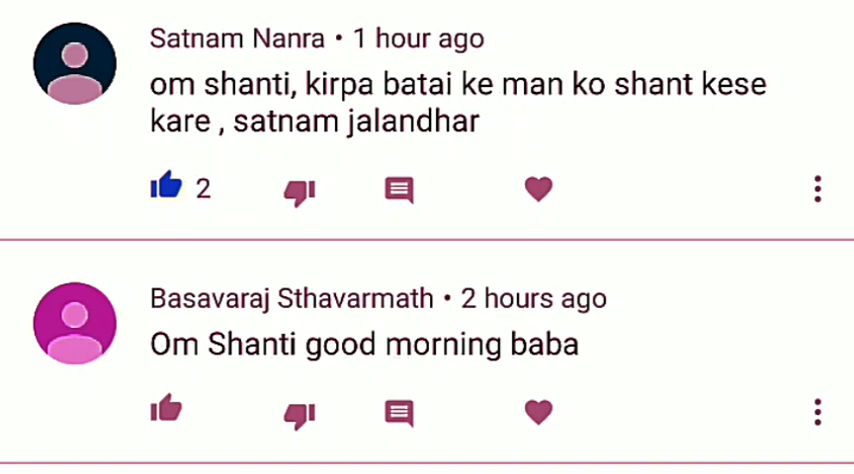 Satnam Nanra • 1 hour ago
om shanti, kirpa batai ke man ko shant kese
kare , satnam jalandhar
2
Basavaraj Sthavarmath • 2 hours ago
Om Shanti good morning baba